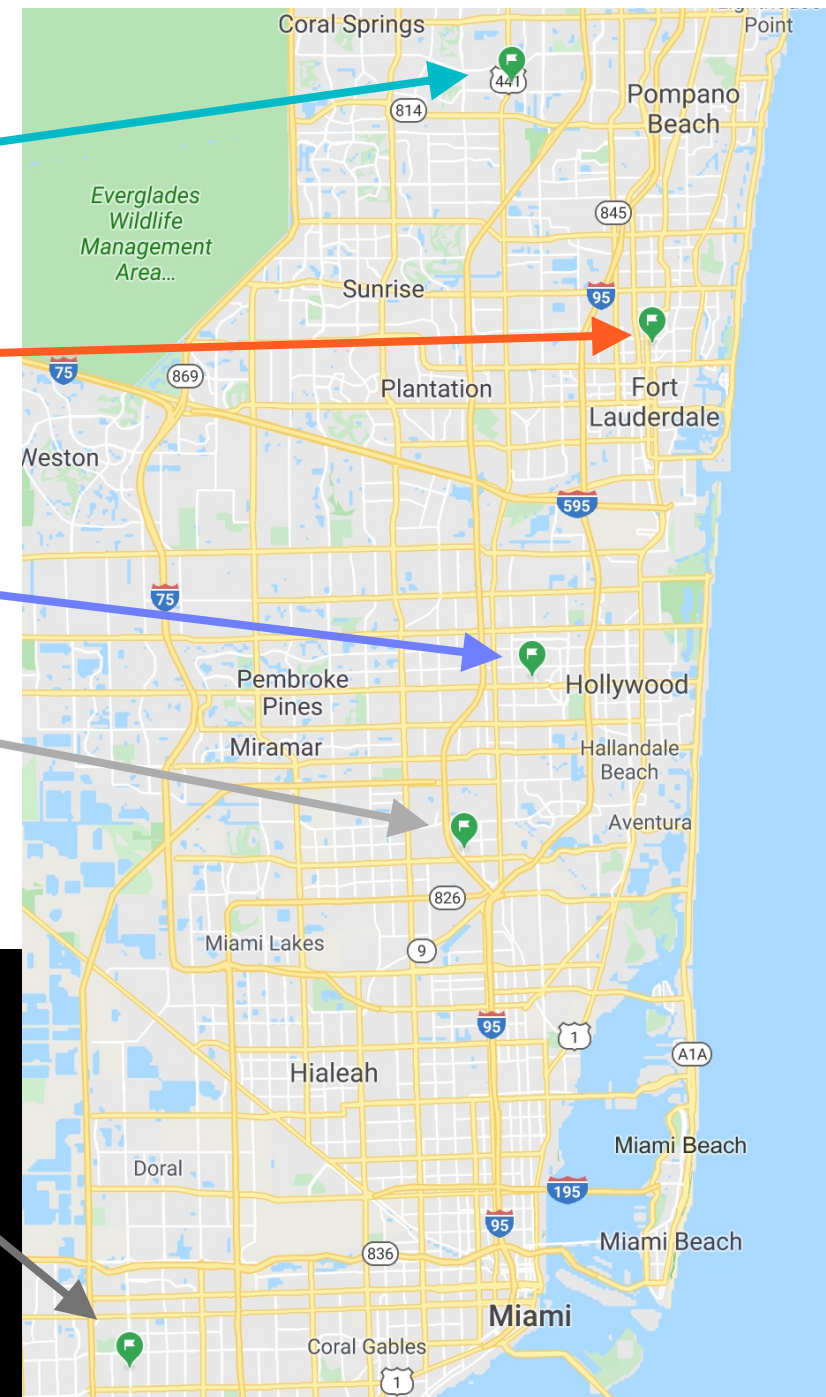 Coral Springs
Point
441
814
Pompano
Beach
Everglades
Wildlife
Management
Area...
845
Sunrise
95
75
869
Plantation
Fort
Lauderdale
Weston
595
75
Pembroke
Pines
Hollywood
Miramar
Hallandale
Beach
Aventura
826
Miami Lakes
9
95
1
A1A
Hialeah
Miami Beach
Doral
195
95
Miami Beach
836
Miami
Coral Gables
1